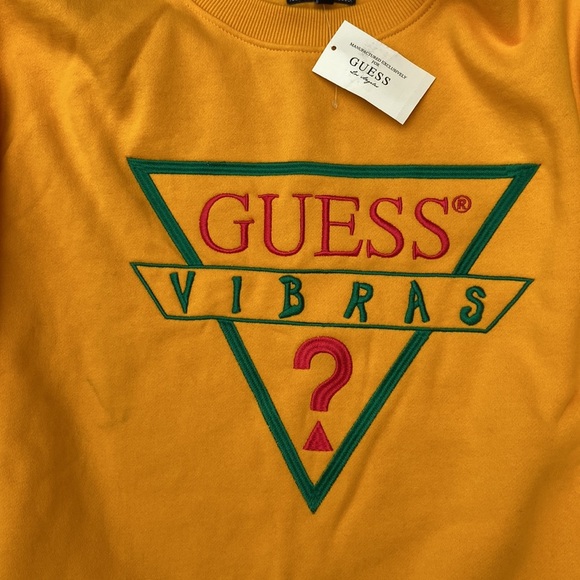 MANUFACTURED EXCLUSIVELY
FOR
GUESS
Los Angeles
GUESS®
VIBRAS
?